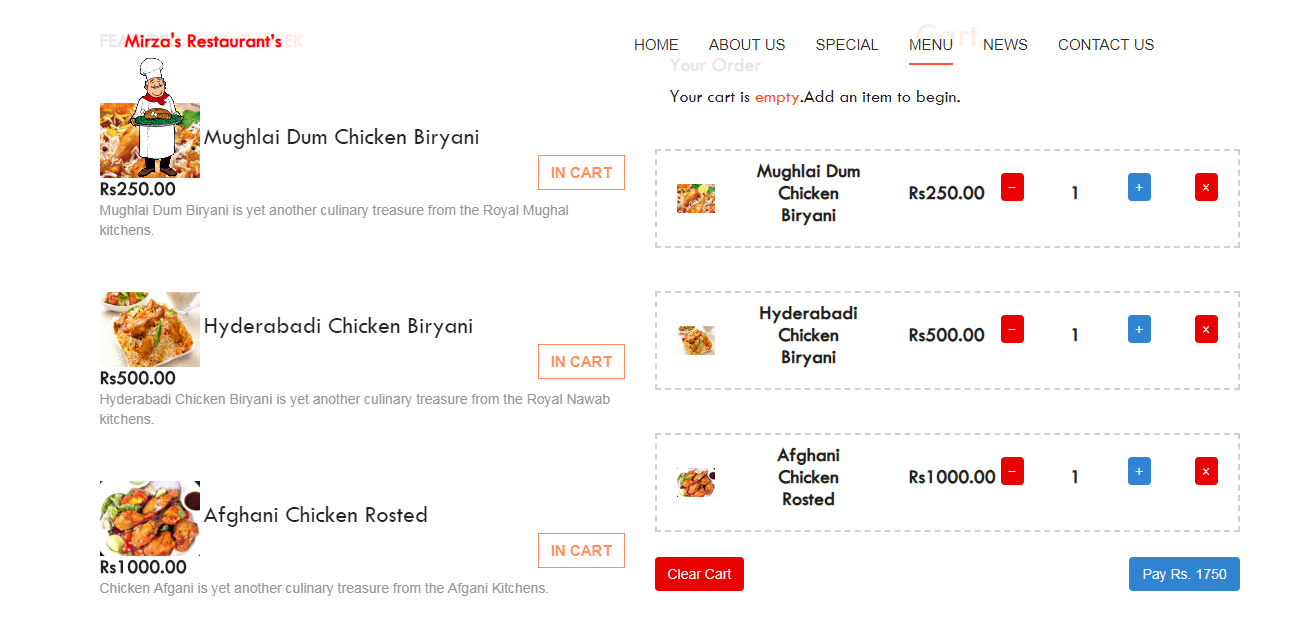 Mirza's Restaurant's
HOME ABOUT US SPECIAL MENU NEWS CONTACT US
Cart
Your Order
Your cart is empty.Add an item to begin.
Mughlai Dum Chicken Biryani
IN CART
Rs250.00
Mughlai Dum Biryani is yet another culinary treasure from the Royal Mughal
kitchens.
Hyderabadi Chicken Biryani
IN CART
Rs500.00
Hyderabadi Chicken Biryani is yet another culinary treasure from the Royal Nawab
kitchens.
Afghani Chicken Rosted
IN CART
Rs1000.00
Chicken Afgani is yet another culinary treasure from the Afgani Kitchens.
Mughlai Dum
Chicken
Biryani
Rs250.00 − 1 + x
Hyderabadi
Chicken
Biryani
Rs500.00 − 1 + x
Afghani
Chicken
Rosted
Rs1000.00 − 1 + x
Clear Cart
Pay Rs. 1750